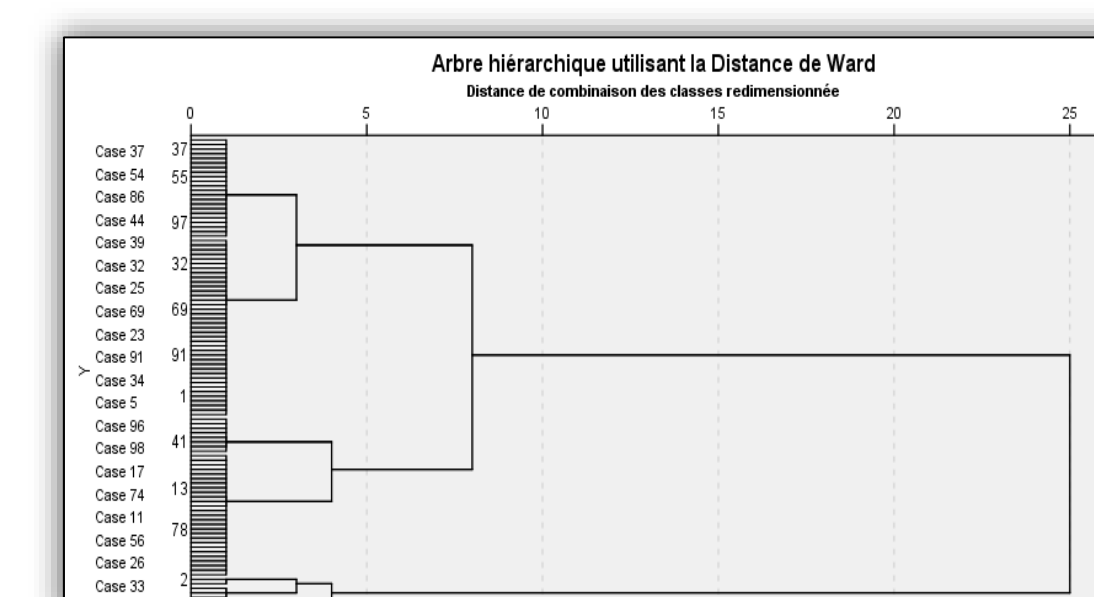 Arbre hiérarchique utilisant la Distance de Ward
Distance de combinaison des classes redimensionnée
0 5 10 15 20 25
Case 37 37
Case 54 55
Case 86
Case 44 97
Case 39
Case 32 32
Case 25
Case 69 69
Case 23
Case 91 91
Y
Case 34
Case 5 1
Case 96
Case 98 41
Case 17
Case 74 13
Case 11
Case 56 78
Case 26
Case 33 2